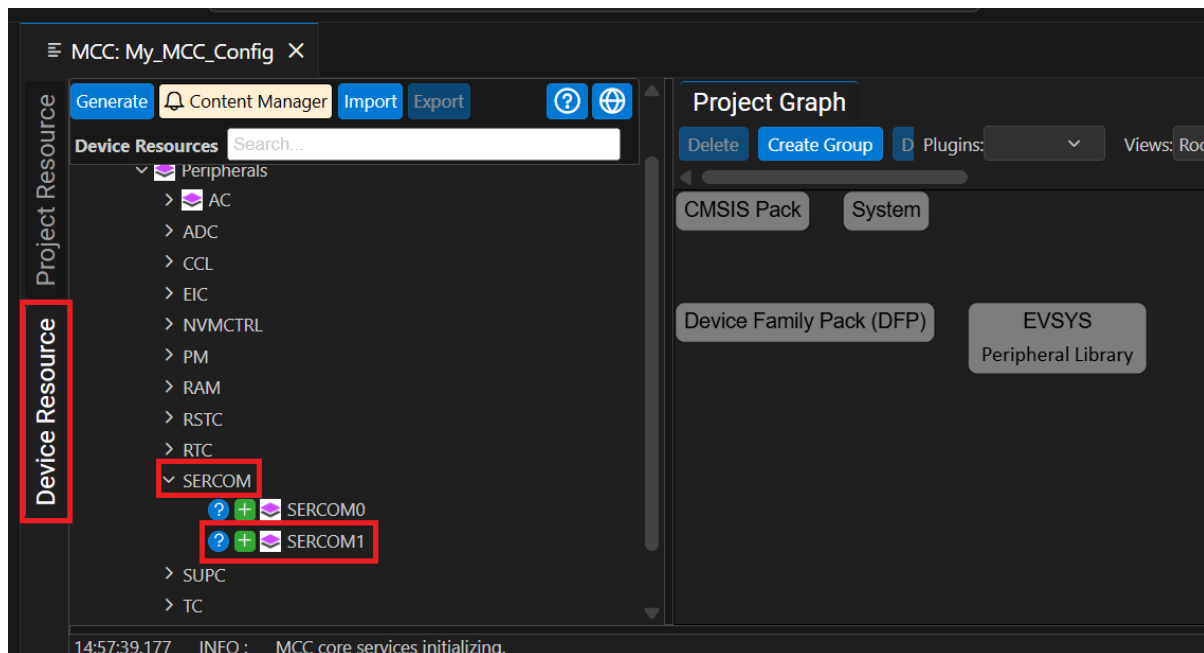 MCC: My_MCC_Config
Project Resource
Device Resource
Generate Content Manager Import Export
Device Resources Search...
Peripherals
AC
ADC
CCL
EIC
NVMCTRL
PM
RAM
RSTC
RTC
SERCOM
SERCOM0
SERCOM1
SUPC
TC
Project Graph
Delete Create Group D Plugins: Views: Roo
CMSIS Pack System
Device Family Pack (DFP) EVSYS
Peripheral Library
14:57:39.177 INFO : MCC core services initializing.